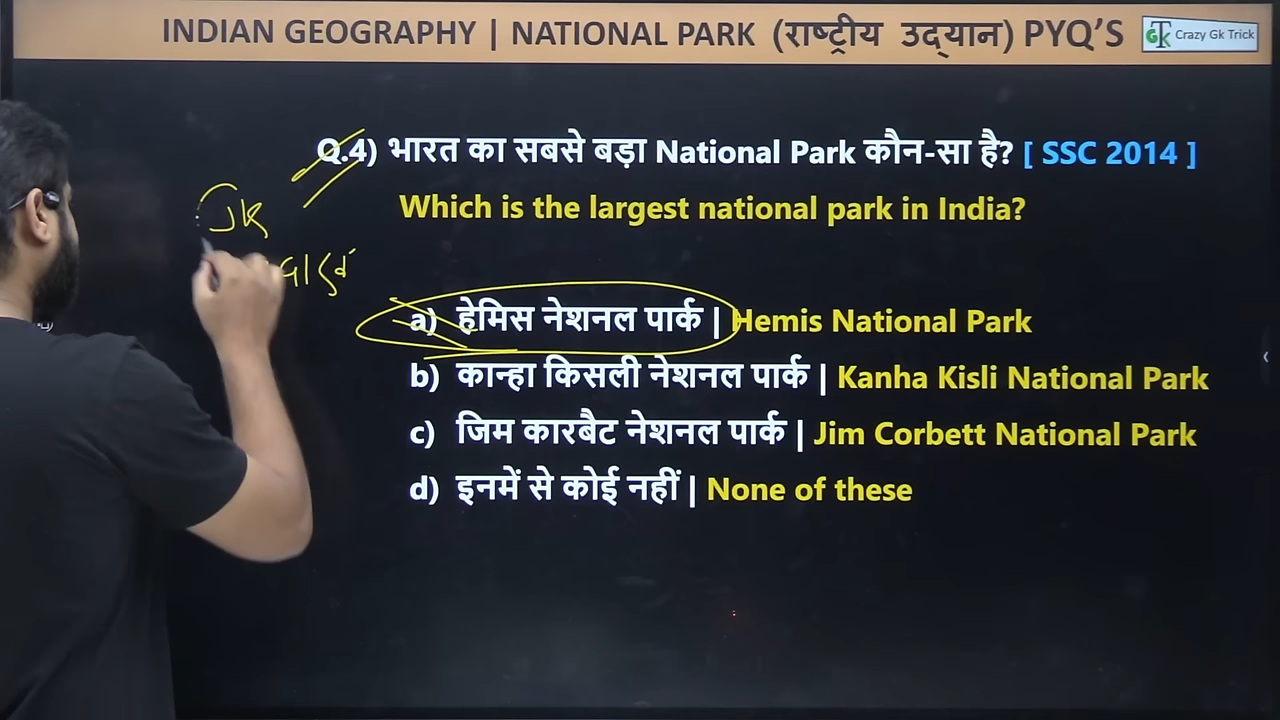 INDIAN GEOGRAPHY | NATIONAL PARK (राष्ट्रीय उद्यान) PYQ'S
GK Crazy Gk Trick
Q.4) भारत का सबसे बड़ा National Park कौन-सा है? [ SSC 2014 ]
Which is the largest national park in India?
JK
a) हेमिस नेशनल पार्क | Hemis National Park
b) कान्हा किसली नेशनल पार्क | Kanha Kisli National Park
c) जिम कारबैट नेशनल पार्क | Jim Corbett National Park
d) इनमें से कोई नहीं | None of these